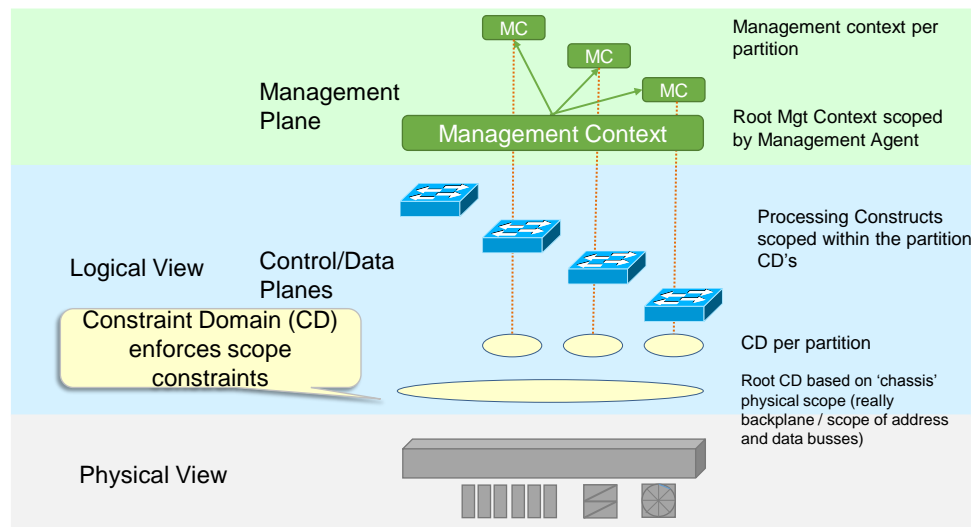 MC
Management context per
partition
MC
MC
Management
Plane
Management Context
Root Mgt Context scoped
by Management Agent
Processing Constructs
scoped within the partition
CD's
Logical View
Control/Data
Planes
Constraint Domain (CD)
enforces scope
constraints
CD per partition
Root CD based on ‘chassis’
physical scope (really
backplane / scope of address
and data busses)
Physical View